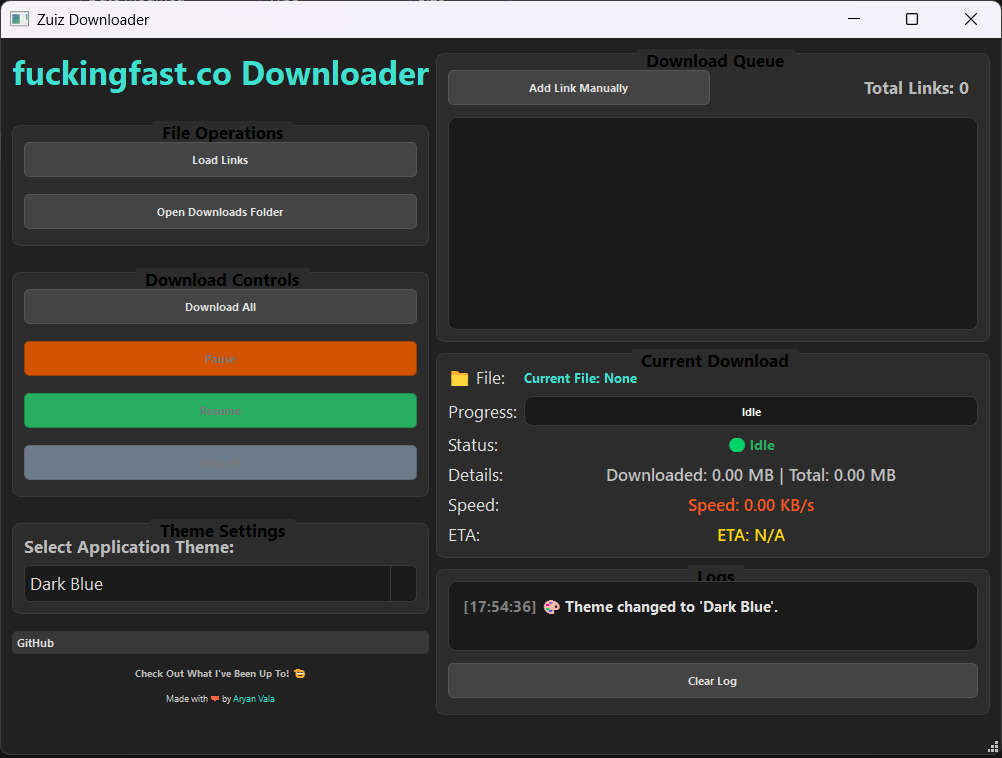 Zuiz Downloader
fuckingfast.co Downloader
File Operations
Load Links
Open Downloads Folder
Download Controls
Download All
Pause
Resume
Theme Settings
Select Application Theme:
Dark Blue
GitHub
Check Out What I've Been Up To! 😊
Made with ❤ by Aryan Vala
Download Queue
Add Link Manually
Total Links: 0
Current Download
📁 File: Current File: None
Progress: Idle
Status: 🟢 Idle
Details: Downloaded: 0.00 MB | Total: 0.00 MB
Speed: Speed: 0.00 KB/s
ETA: ETA: N/A
Logs
[17:54:36] 🎨 Theme changed to 'Dark Blue'.
Clear Log